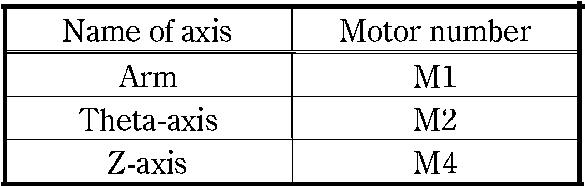 Name of axis Motor number
Arm M1
Theta-axis M2
Z-axis M4